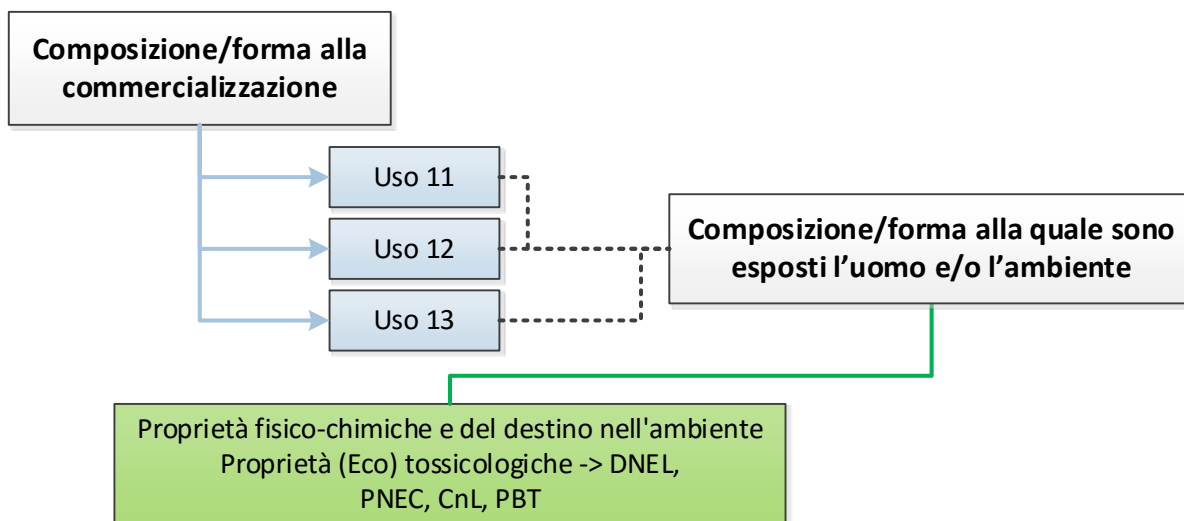 Composizione/forma alla
commercializzazione
Uso 11
Uso 12
Uso 13
Composizione/forma alla quale sono
esposti l’uomo e/o l’ambiente
Proprietà fisico-chimiche e del destino nell'ambiente
Proprietà (Eco) tossicologiche -> DNEL,
PNEC, CnL, PBT